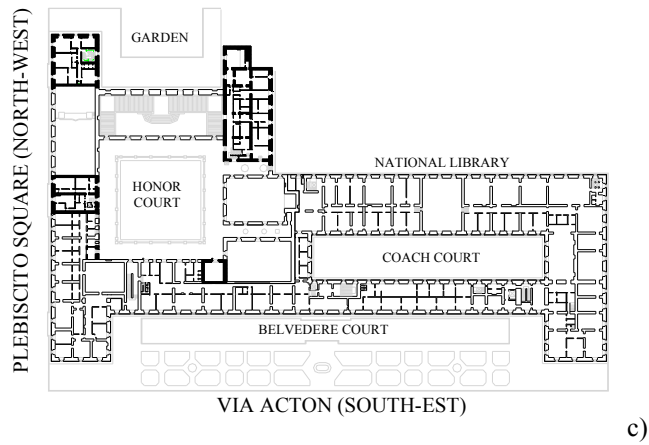 GARDEN
PLEBISCITO SQUARE (NORTH-WEST)
NATIONAL LIBRARY
HONOR
COURT
COACH COURT
BELVEDERE COURT
VIA ACTON (SOUTH-EST)
c)